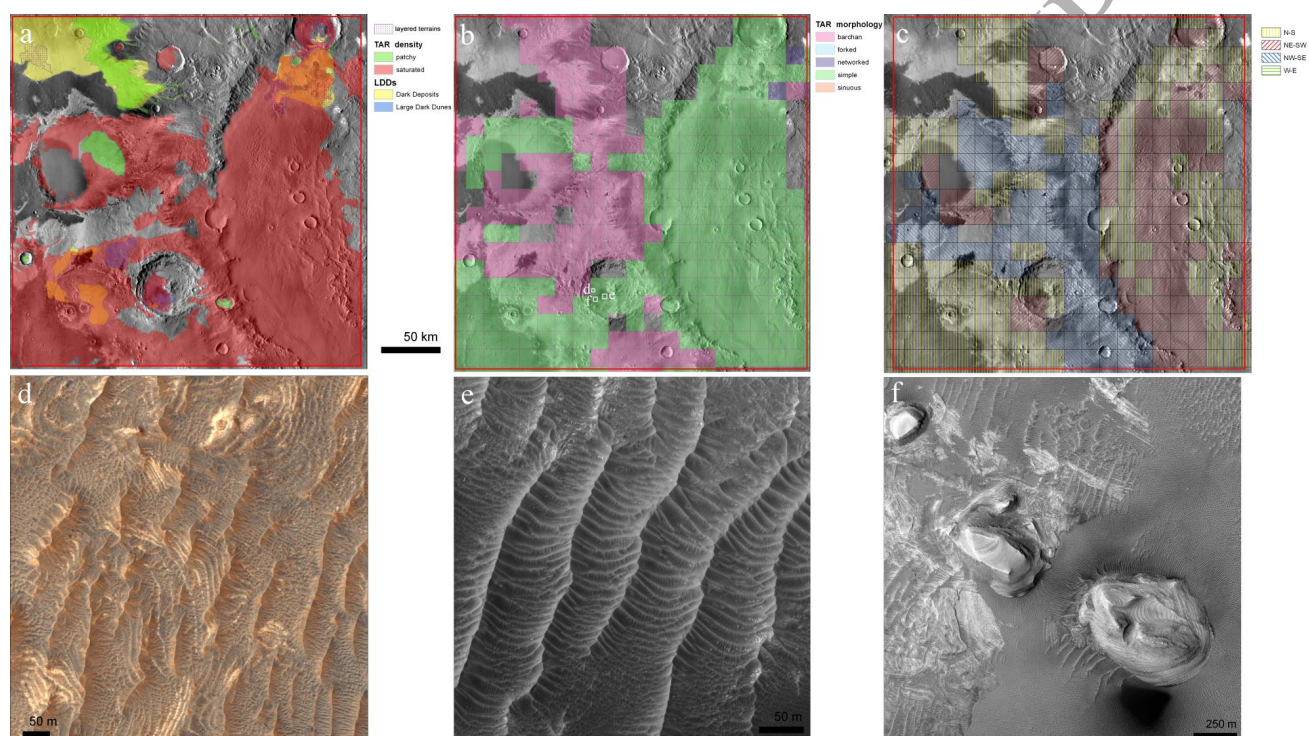 a
layered terrains
TAR density
patchy
saturated
LDDs
Dark Deposits
Large Dark Dunes
50 km
b
d
f
e
TAR morphology
barchan
forked
networked
simple
sinuous
c
N-S
NE-SW
NW-SE
W-E
d
50 m
e
50 m
f
250 m